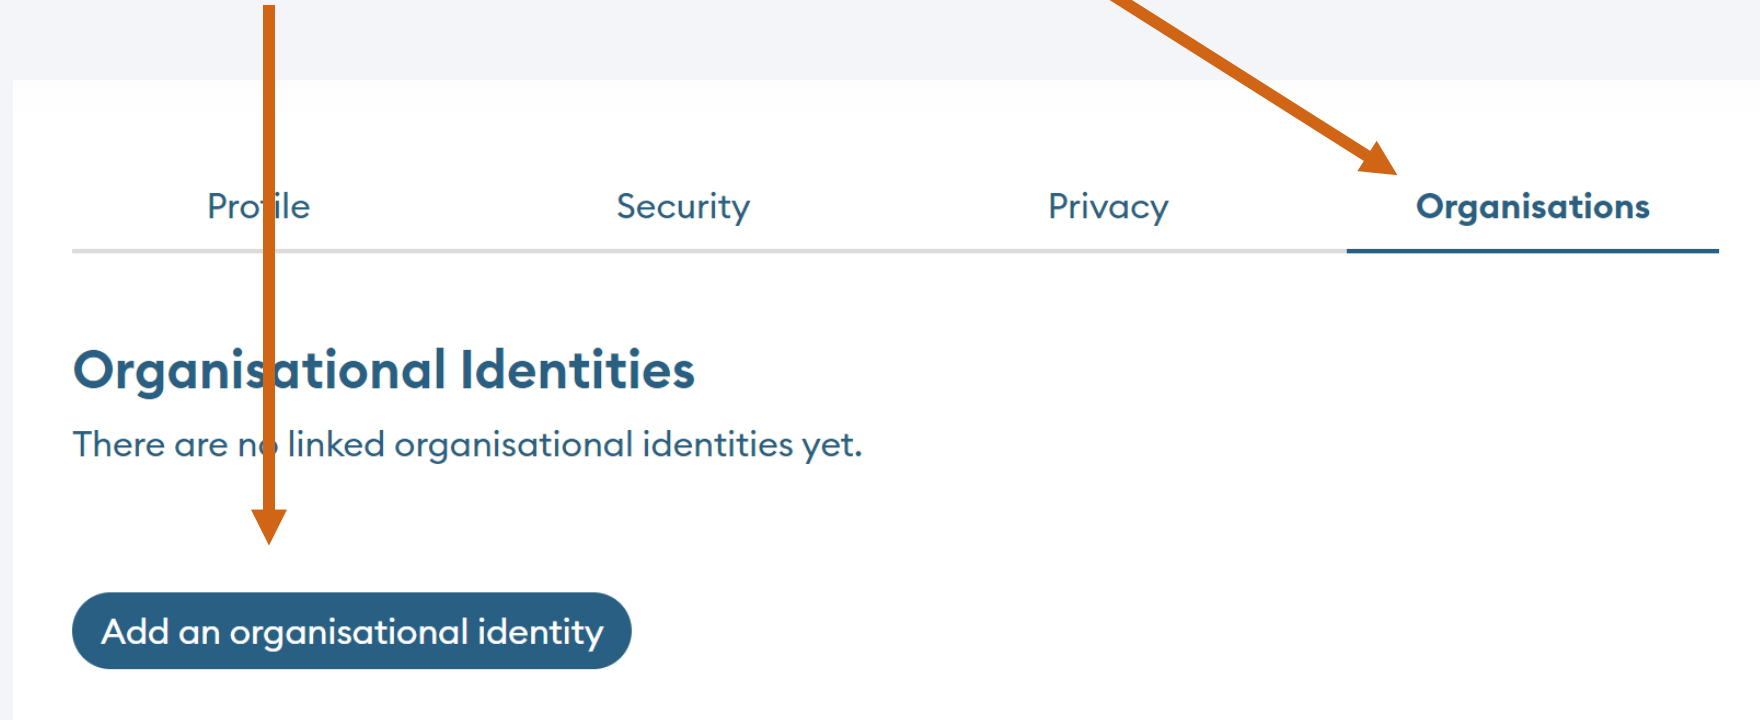 Profile Security Privacy Organisations
Organisational Identities
There are no linked organisational identities yet.
Add an organisational identity